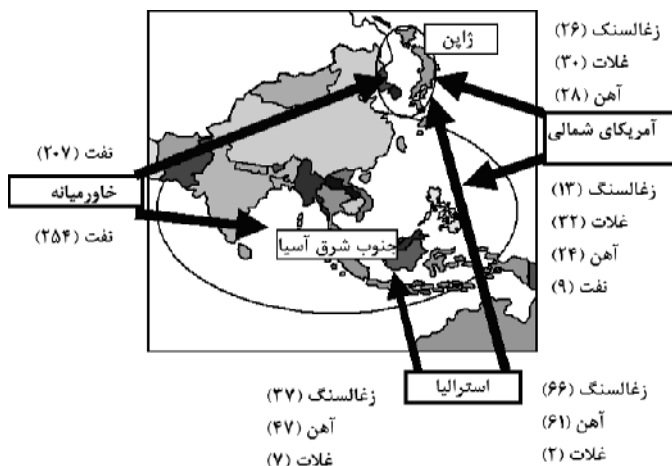 ژاپن
زغالسنک (۲۶)
غلات (۳۰)
آهن (۲۸)
آمریکای شمالی
نفت (۲۰۷)
خاورمیانه
نفت (۲۵۴)
زغالسنگ (۱۳)
غلات (۳۲)
آهن (۲۴)
نفت (۹)
جنوب شرق آسیا
استرالیا
زغالسنگ (۳۷)
آهن (۴۷)
غلات (۷)
زغالسنگ (۶۶)
آهن (۶۱)
غلات (۲)